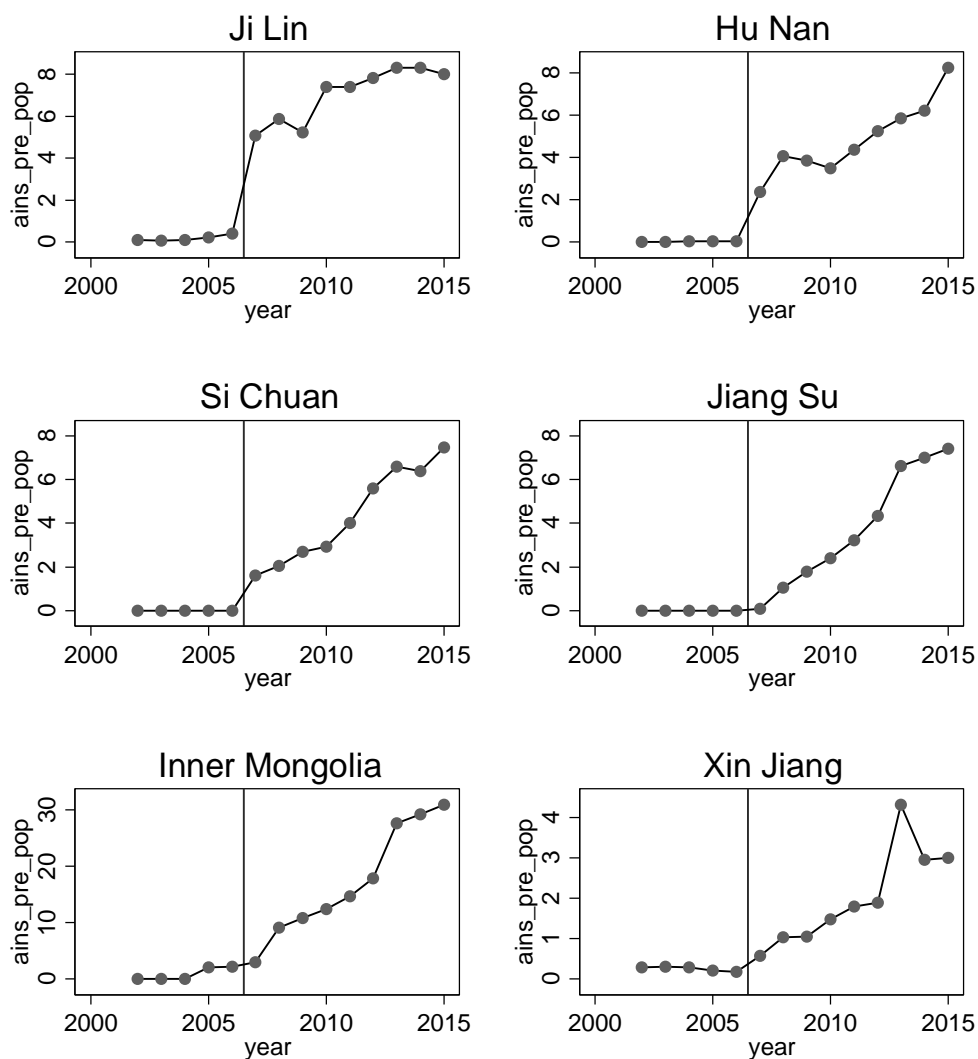 Ji Lin
ains_pre_pop
0 2 4 6 8
2000 2005 2010 2015
year
Hu Nan
ains_pre_pop
0 2 4 6 8
2000 2005 2010 2015
year
Si Chuan
ains_pre_pop
0 2 4 6 8
2000 2005 2010 2015
year
Jiang Su
ains_pre_pop
0 2 4 6 8
2000 2005 2010 2015
year
Inner Mongolia
ains_pre_pop
0 10 20 30
2000 2005 2010 2015
year
Xin Jiang
ains_pre_pop
0 1 2 3 4
2000 2005 2010 2015
year